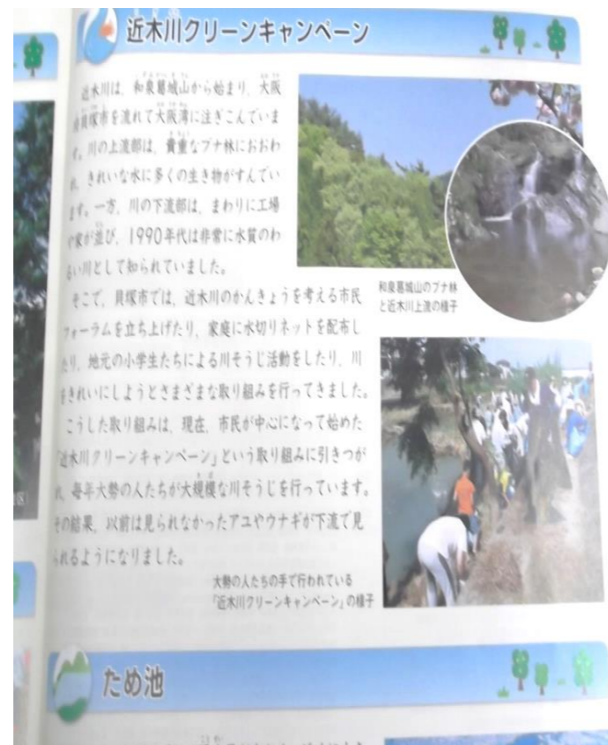 近木川クリーンキャンペーン
近木川は，和泉葛城山から始まり，大阪
府貝塚市を流れて大阪湾に注ぎこんでいま
す。川の上流部は，貴重なブナ林におおわ
れ，きれいな水に多くの生き物がすんでい
ます。一方，川の下流部は，まわりに工場
や家が並び，1990年代は非常に水質のわ
るい川として知られていました。
そこで，貝塚市では，近木川のかんきょうを考える市民
フォーラムを立ち上げたり，家庭に水切りネットを配布し
たり，地元の小学生たちによる川そうじ活動をしたり，川
をきれいにしようとさまざまな取り組みを行ってきました。
こうした取り組みは，現在，市民が中心になって始めた
「近木川クリーンキャンペーン」という取り組みに引きつが
れ，毎年大勢の人たちが大規模な川そうじを行っています。
その結果，以前は見られなかったアユやウナギが下流で見
られるようになりました。
和泉葛城山のブナ林
と近木川上流の様子
大勢の人たちの手で行われている
「近木川クリーンキャンペーン」の様子
ため池